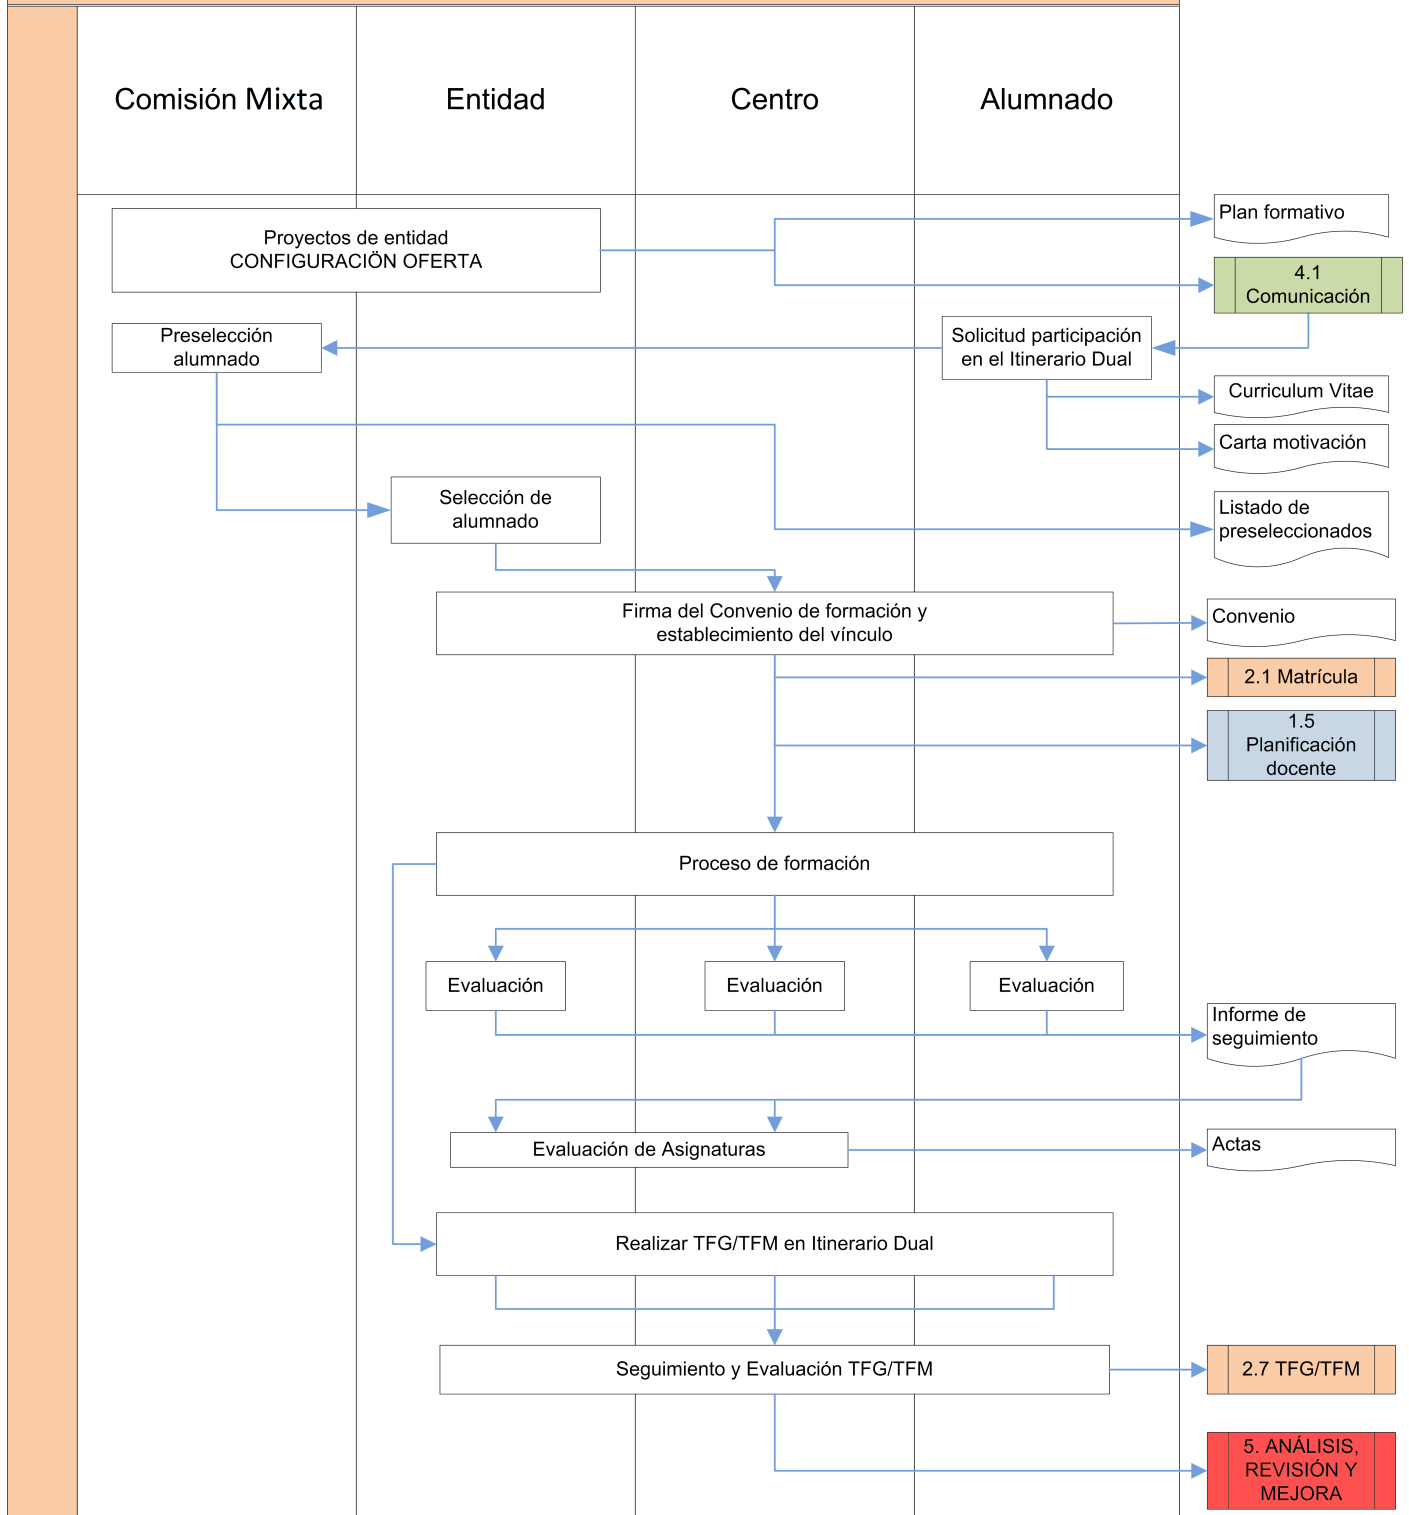 Comisión Mixta
Entidad
Centro
Alumnado
Proyectos de entidad
CONFIGURACIÖN OFERTA
Plan formativo
4.1
Comunicación
Preselección
alumnado
Solicitud participación
en el Itinerario Dual
Curriculum Vitae
Carta motivación
Selección de
alumnado
Listado de
preseleccionados
Firma del Convenio de formación y
establecimiento del vínculo
Convenio
2.1 Matrícula
1.5
Planificación
docente
Proceso de formación
Evaluación
Evaluación
Evaluación
Informe de
seguimiento
Evaluación de Asignaturas
Actas
Realizar TFG/TFM en Itinerario Dual
Seguimiento y Evaluación TFG/TFM
2.7 TFG/TFM
5. ANÁLISIS,
REVISIÓN Y
MEJORA